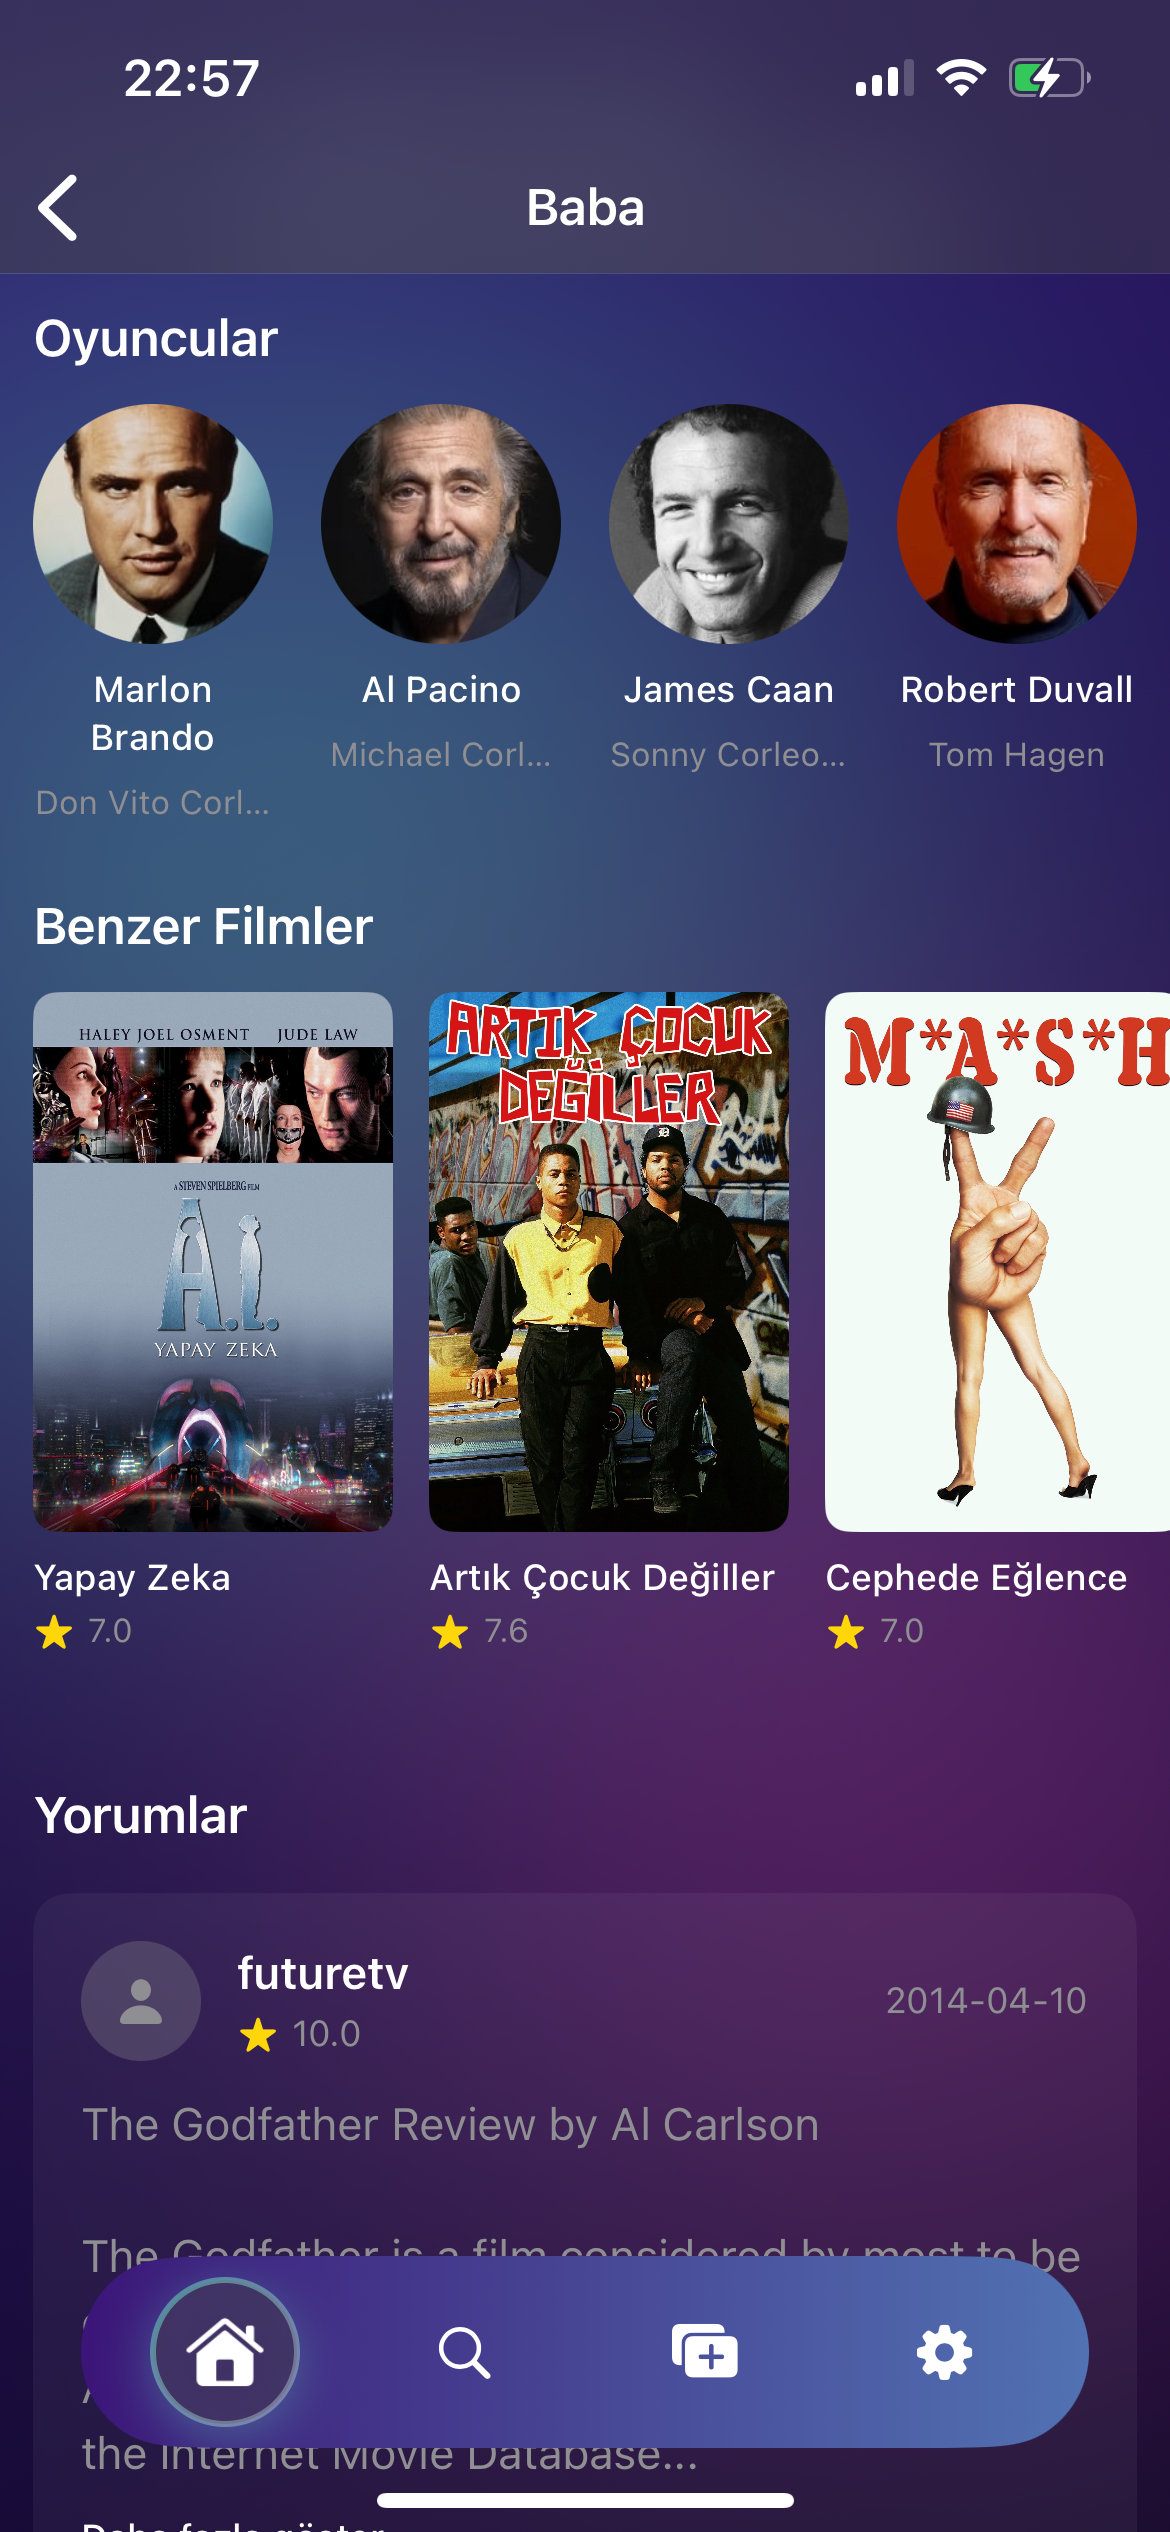 22:57
Baba
Oyuncular
Marlon
Brando
Don Vito Corl...
Al Pacino
Michael Corl...
James Caan
Sonny Corleo...
Robert Duvall
Tom Hagen
Benzer Filmler
HALEY JOEL OSMENT JUDE LAW
A STEVEN SPIELBERG FILM
A.I.
YAPAY ZEKA
ARTIK ÇOCUK
DEĞİLLER
M*A*S*H
Yapay Zeka
7.0
Artık Çocuk Değiller
7.6
Cephede Eğlence
7.0
Yorumlar
futuretv
10.0
2014-04-10
The Godfather Review by Al Carlson
The Godfather is a film considered by most to be
the Internet Movie Database...
Daha fazla göster